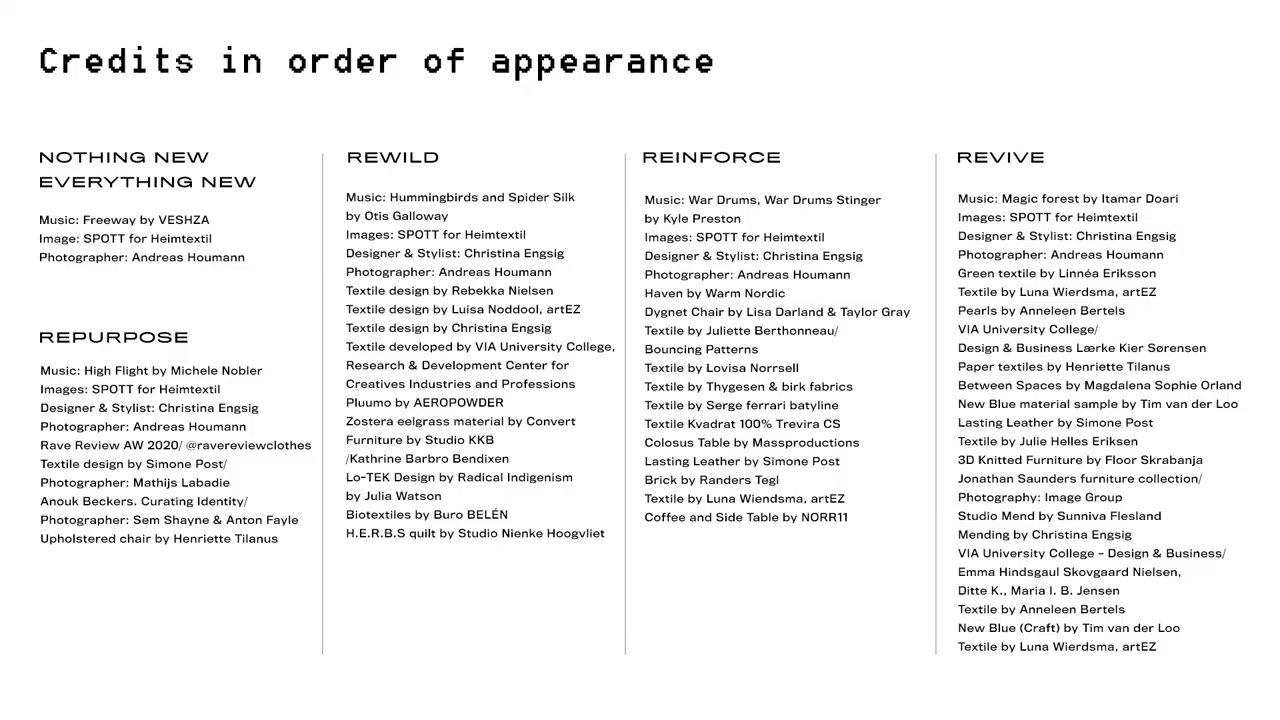 Credits in order of appearance
NOTHING NEW
EVERYTHING NEW
Music: Freeway by VESHZA
Image: SPOTT for Heimtextil
Photographer: Andreas Houmann
REPURPOSE
Music: High Flight by Michele Nobler
Images: SPOTT for Heimtextil
Designer & Stylist: Christina Engsig
Photographer: Andreas Houmann
Rave Review AW 2020/ @ravereviewclothes
Textile design by Simone Post/
Photographer: Mathijs Labadie
Anouk Beckers. Curating Identity/
Photographer: Sem Shayne & Anton Fayle
Upholstered chair by Henriette Tilanus
REWILD
Music: Hummingbirds and Spider Silk
by Otis Galloway
Images: SPOTT for Heimtextil
Designer & Stylist: Christina Engsig
Photographer: Andreas Houmann
Textile design by Rebekka Nielsen
Textile design by Luisa Noddool, artEZ
Textile design by Christina Engsig
Textile developed by VIA University College,
Research & Development Center for
Creatives Industries and Professions
Pluumo by AEROPOWDER
Zostera eelgrass material by Convert
Furniture by Studio KKB
/Kathrine Barbro Bendixen
Lo-TEK Design by Radical Indigenism
by Julia Watson
Biotextiles by Buro BELÉN
H.E.R.B.S quilt by Studio Nienke Hoogvliet
REINFORCE
Music: War Drums, War Drums Stinger
by Kyle Preston
Images: SPOTT for Heimtextil
Designer & Stylist: Christina Engsig
Photographer: Andreas Houmann
Haven by Warm Nordic
Dygnet Chair by Lisa Darland & Taylor Gray
Textile by Juliette Berthonneau/
Bouncing Patterns
Textile by Lovisa Norrsell
Textile by Thygesen & birk fabrics
Textile by Serge ferrari batyline
Textile Kvadrat 100% Trevira CS
Colosus Table by Massproductions
Lasting Leather by Simone Post
Brick by Randers Tegl
Textile by Luna Wiendsma, artEZ
Coffee and Side Table by NORR11
REVIVE
Music: Magic forest by Itamar Doari
Images: SPOTT for Heimtextil
Designer & Stylist: Christina Engsig
Photographer: Andreas Houmann
Green textile by Linnéa Eriksson
Textile by Luna Wierdsma, artEZ
Pearls by Anneleen Bertels
VIA University College/
Design & Business Lærke Kier Sørensen
Paper textiles by Henriette Tilanus
Between Spaces by Magdalena Sophie Orland
New Blue material sample by Tim van der Loo
Lasting Leather by Simone Post
Textile by Julie Helles Eriksen
3D Knitted Furniture by Floor Skrabanja
Jonathan Saunders furniture collection/
Photography: Image Group
Studio Mend by Sunniva Flesland
Mending by Christina Engsig
VIA University College - Design & Business/
Emma Hindsgaul Skovgaard Nielsen,
Ditte K., Maria I. B. Jensen
Textile by Anneleen Bertels
New Blue (Craft) by Tim van der Loo
Textile by Luna Wierdsma, artEZ